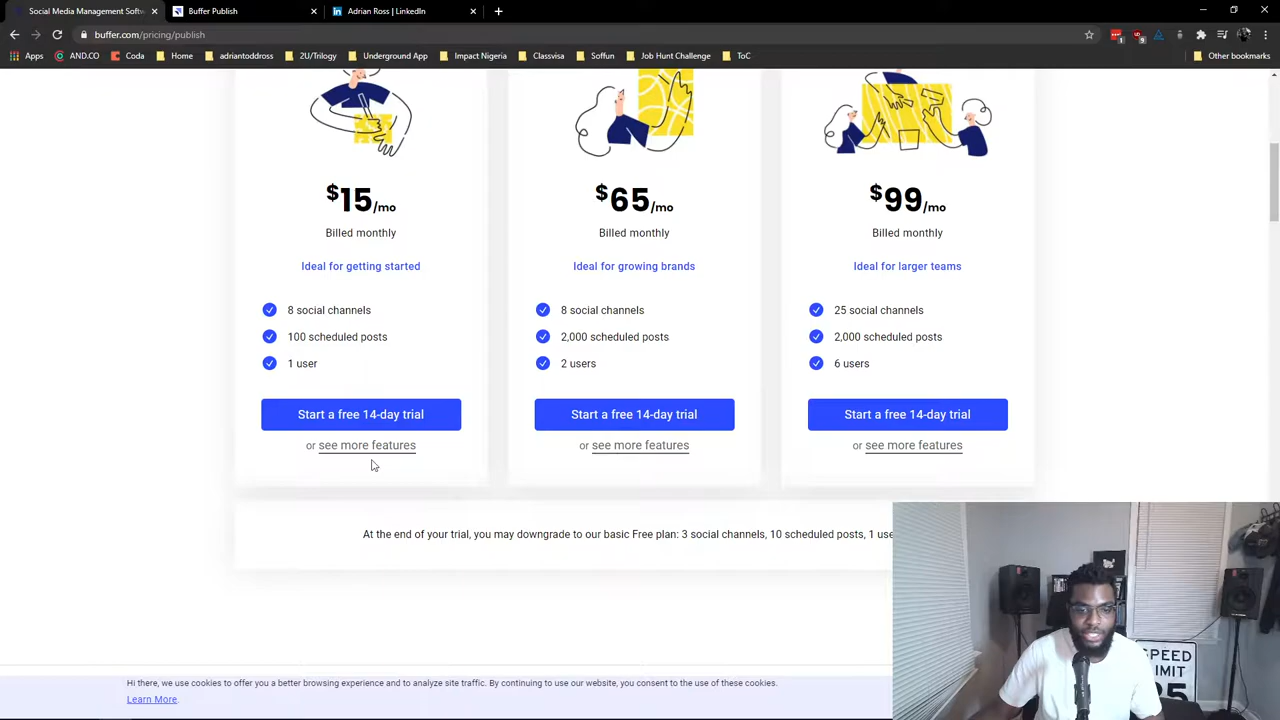 Social Media Management Softw
Buffer Publish
Adrian Ross | LinkedIn
buffer.com/pricing/publish
Apps
AND.CO
Coda
Home
adriantoddross
2U/Trilogy
Underground App
Impact Nigeria
Classvisa
Soffun
Job Hunt Challenge
ToC
Other bookmarks
$15/mo
Billed monthly
Ideal for getting started
8 social channels
100 scheduled posts
1 user
Start a free 14-day trial
or see more features
$65/mo
Billed monthly
Ideal for growing brands
8 social channels
2,000 scheduled posts
2 users
Start a free 14-day trial
or see more features
$99/mo
Billed monthly
Ideal for larger teams
25 social channels
2,000 scheduled posts
6 users
Start a free 14-day trial
or see more features
At the end of your trial, you may downgrade to our basic Free plan: 3 social channels, 10 scheduled posts, 1 use
Hi there, we use cookies to offer you a better browsing experience and to analyze site traffic. By continuing to use our website, you consent to the use of these cookies.
Learn More.
SPEED
LIMIT